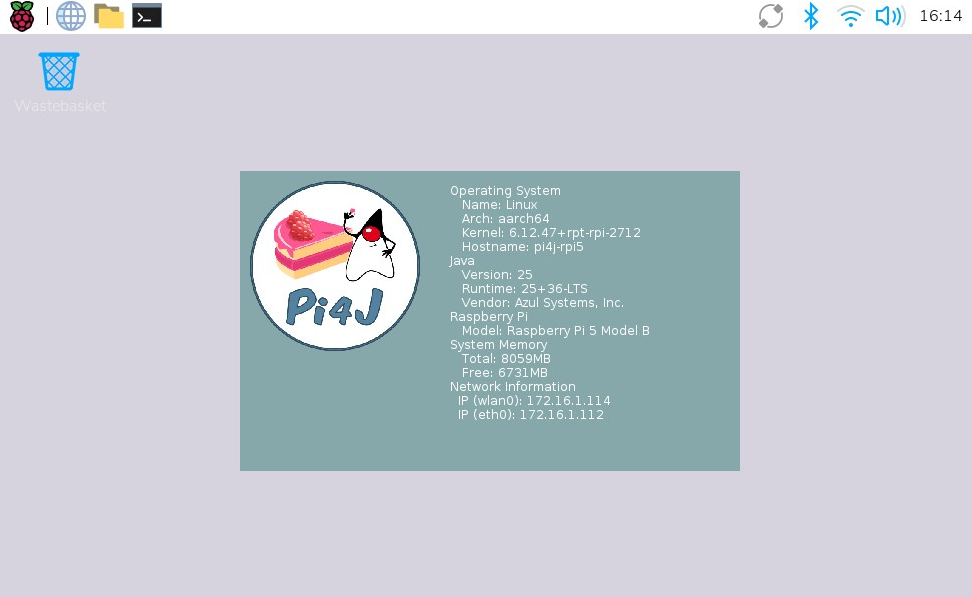 16:14
Wastebasket
Pi4J
Operating System
Name: Linux
Arch: aarch64
Kernel: 6.12.47+rpt-rpi-2712
Hostname: pi4j-rpi5
Java
Version: 25
Runtime: 25+36-LTS
Vendor: Azul Systems, Inc.
Raspberry Pi
Model: Raspberry Pi 5 Model B
System Memory
Total: 8059MB
Free: 6731MB
Network Information
IP (wlan0): 172.16.1.114
IP (eth0): 172.16.1.112